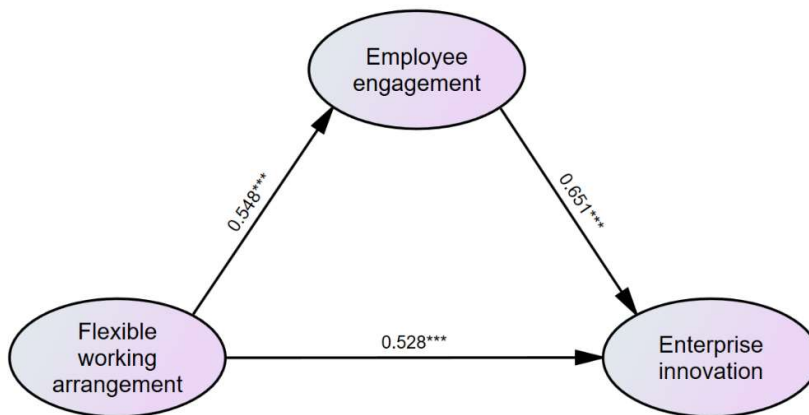 Employee
engagement
0.548***
0.651***
Flexible
working
arrangement
0.528***
Enterprise
innovation